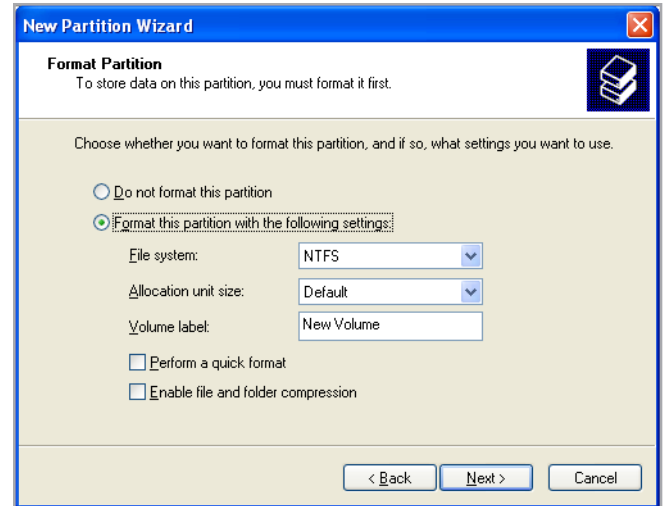 New Partition Wizard
Format Partition
To store data on this partition, you must format it first.
Choose whether you want to format this partition, and if so, what settings you want to use.
Do not format this partition
Format this partition with the following settings:
File system: NTFS
Allocation unit size: Default
Volume label: New Volume
Perform a quick format
Enable file and folder compression
< Back Next > Cancel